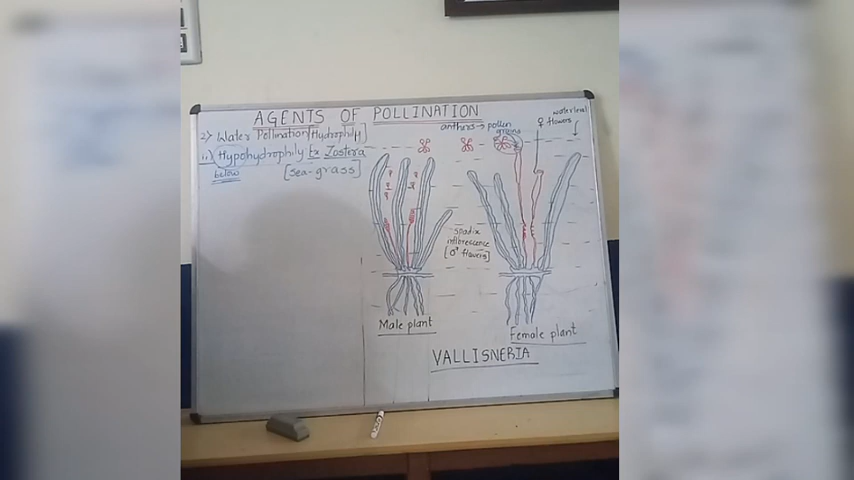 AGENTS OF POLLINATION
2) Water Pollination [Hydrophily]
ii) Hypohydrophily Ex Zostera
below
[sea-grass]
anthers → pollen
grains
♀
flowers
water level
spadix
inflorescence
[♂ flowers]
Male plant
Female plant
VALLISNERIA